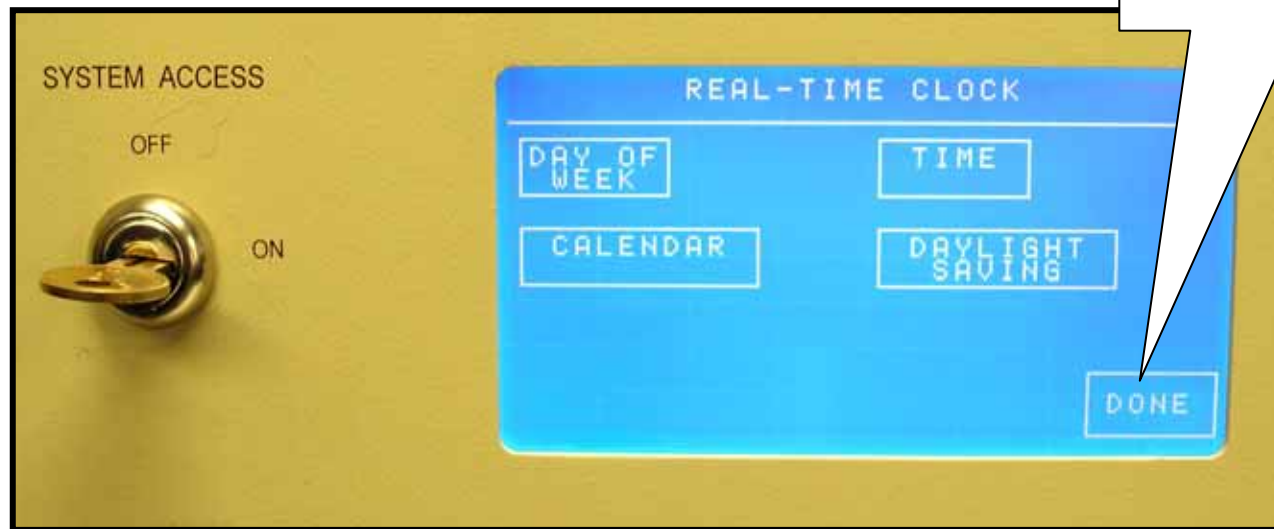 SYSTEM ACCESS
OFF
ON
REAL-TIME CLOCK
DAY OF
WEEK
TIME
CALENDAR
DAYLIGHT
SAVING
DONE